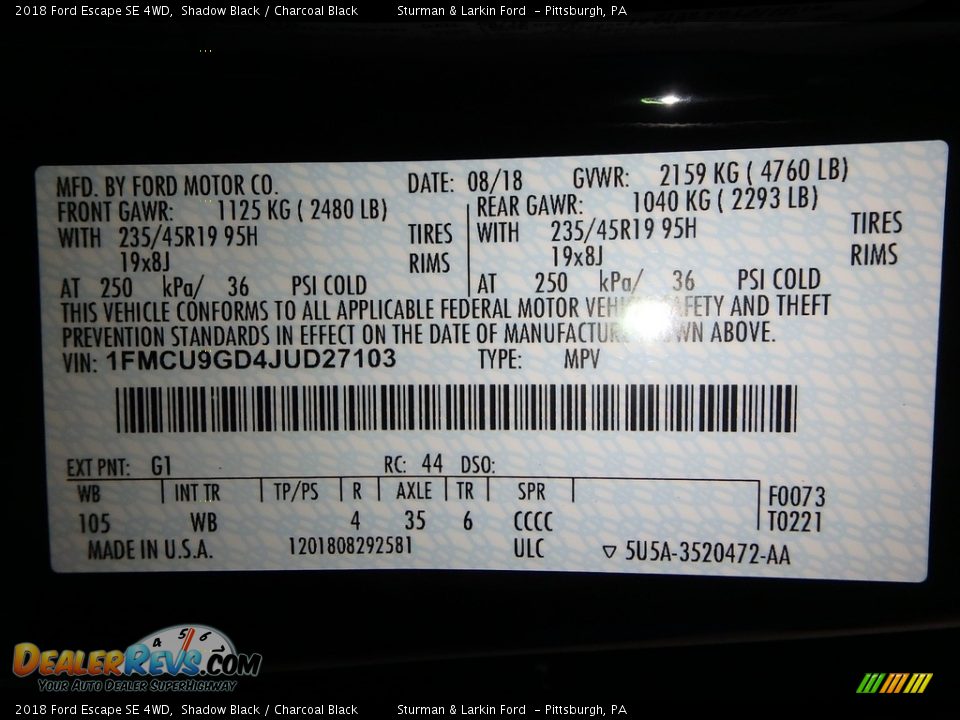 2018 Ford Escape SE 4WD, Shadow Black / Charcoal Black Sturman & Larkin Ford - Pittsburgh, PA
MFD. BY FORD MOTOR CO. DATE: 08/18 GVWR: 2159 KG ( 4760 LB)
FRONT GAWR: 1125 KG ( 2480 LB) REAR GAWR: 1040 KG ( 2293 LB)
WITH 235/45R19 95H TIRES WITH 235/45R19 95H TIRES
19x8J RIMS 19x8J RIMS
AT 250 kPa/ 36 PSI COLD AT 250 kPa/ 36 PSI COLD
THIS VEHICLE CONFORMS TO ALL APPLICABLE FEDERAL MOTOR VEHICLE SAFETY AND THEFT
PREVENTION STANDARDS IN EFFECT ON THE DATE OF MANUFACTURE SHOWN ABOVE.
VIN: 1FMCU9GD4JUD27103 TYPE: MPV
EXT PNT: G1 RC: 44 DSO:
WB INT TR TP/PS R AXLE TR SPR F0073
105 WB 4 35 6 CCCC T0221
MADE IN U.S.A. 1201808292581 ULC ▽ 5U5A-3520472-AA
4 5 6
DEALERREVS.COM
YOUR AUTO DEALER SUPERHIGHWAY
2018 Ford Escape SE 4WD, Shadow Black / Charcoal Black Sturman & Larkin Ford - Pittsburgh, PA